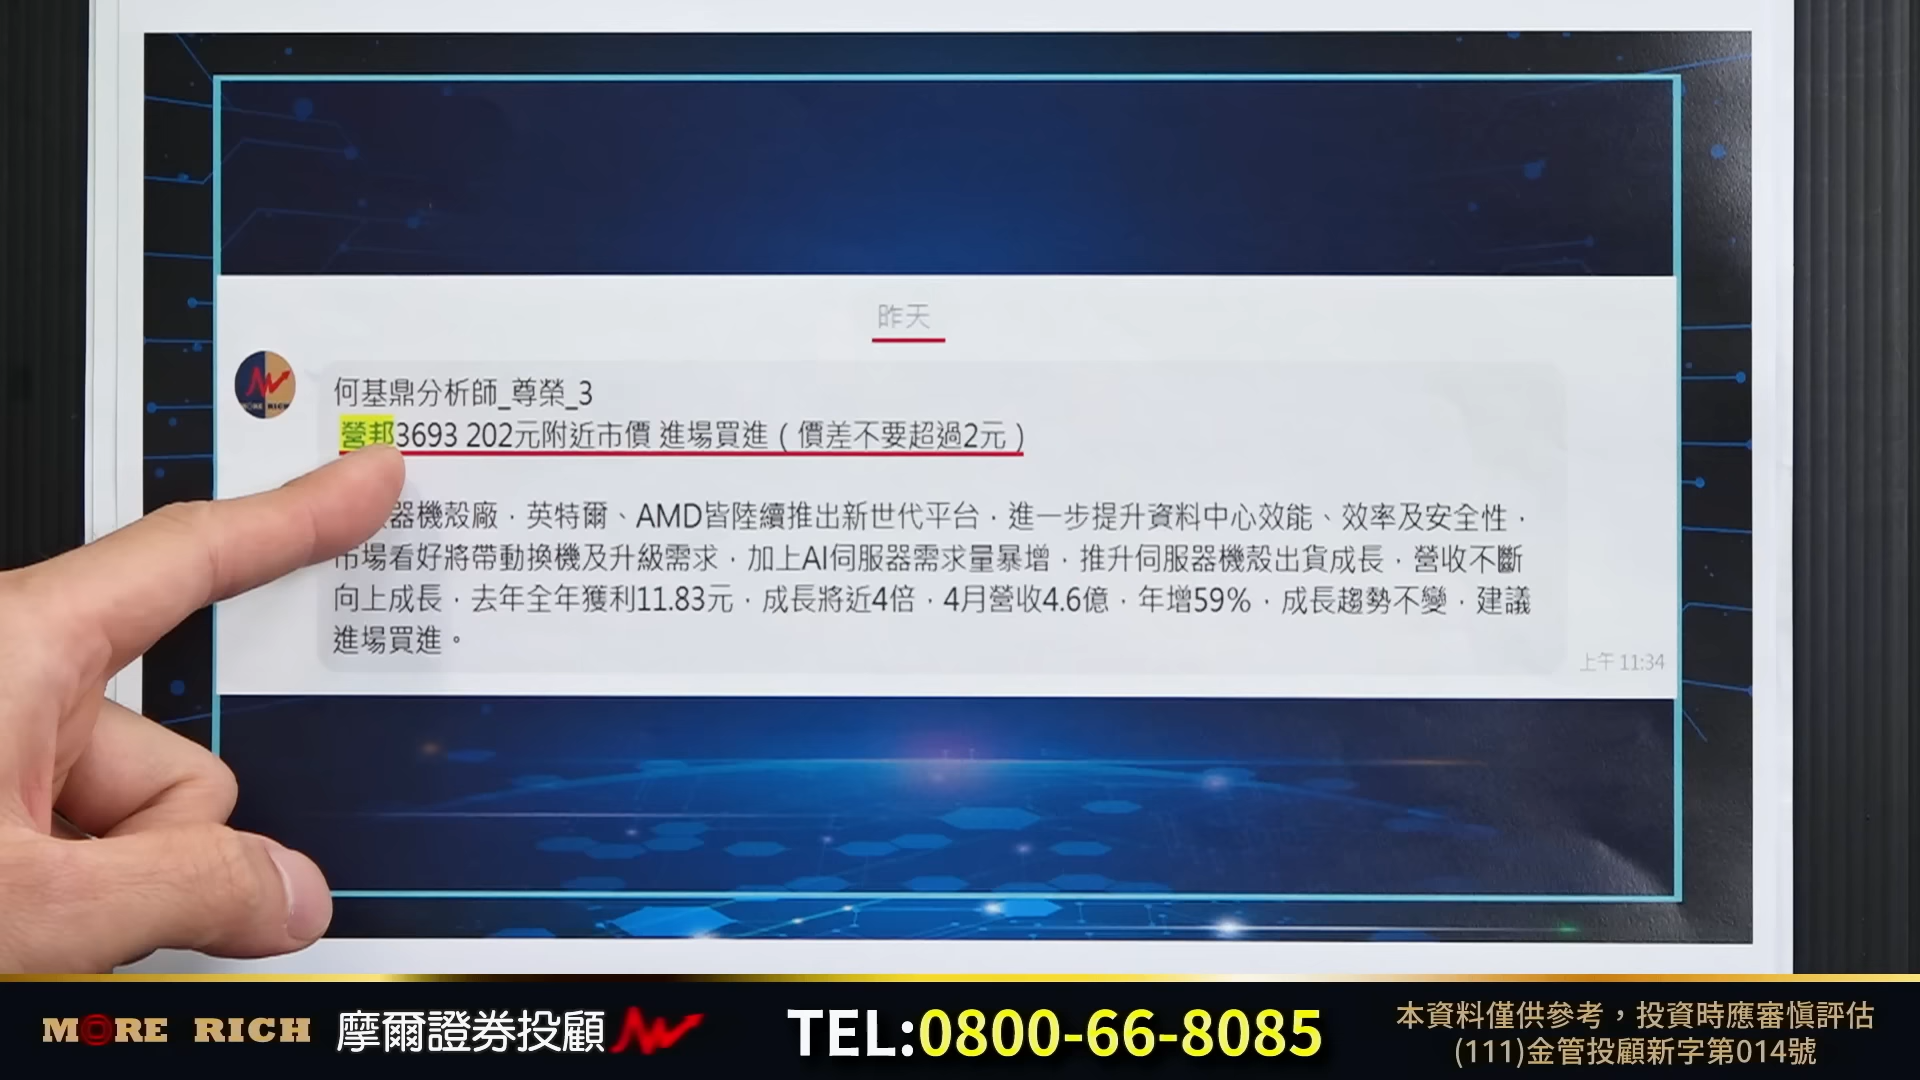 昨天
何基鼎分析師_尊榮_3
營邦3693 202元附近市價 進場買進（價差不要超過2元）
器機殼廠，英特爾、AMD皆陸續推出新世代平台，進一步提升資料中心效能、效率及安全性，
市場看好將帶動換機及升級需求，加上AI伺服器需求量暴增，推升伺服器機殼出貨成長，營收不斷
向上成長，去年全年獲利11.83元，成長將近4倍，4月營收4.6億，年增59%，成長趨勢不變，建議
進場買進。
上午 11:34
MORE RICH 摩爾證券投顧
TEL:0800-66-8085
本資料僅供參考，投資時應審慎評估
(111)金管投顧新字第014號